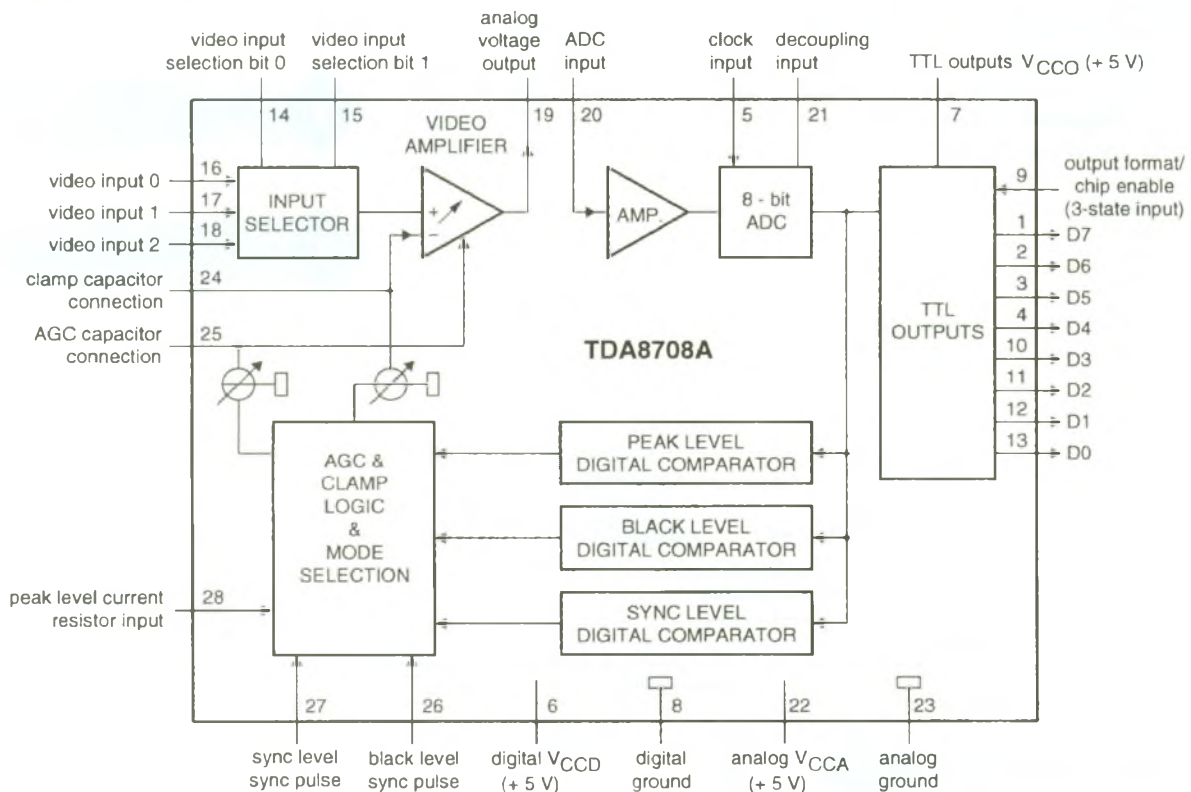 video input
selection bit 0
video input
selection bit 1
analog
voltage
output
ADC
input
clock
input
decoupling
input
TTL outputs VCCO (+ 5 V)
14
15
VIDEO
AMPLIFIER
19
20
5
21
7
video input 0
16
video input 1
17
video input 2
18
INPUT
SELECTOR
+
−
AMP.
8 - bit
ADC
9
output format/
chip enable
(3-state input)
1
D7
2
D6
3
D5
4
D4
10
D3
11
D2
12
D1
13
D0
TTL
OUTPUTS
clamp capacitor
connection
24
AGC capacitor
connection
25
TDA8708A
AGC &
CLAMP
LOGIC
&
MODE
SELECTION
PEAK LEVEL
DIGITAL COMPARATOR
BLACK LEVEL
DIGITAL COMPARATOR
SYNC LEVEL
DIGITAL COMPARATOR
peak level current
resistor input
28
27
26
6
8
22
23
sync level
sync pulse
black level
sync pulse
digital VCCD
(+ 5 V)
digital
ground
analog VCCA
(+ 5 V)
analog
ground